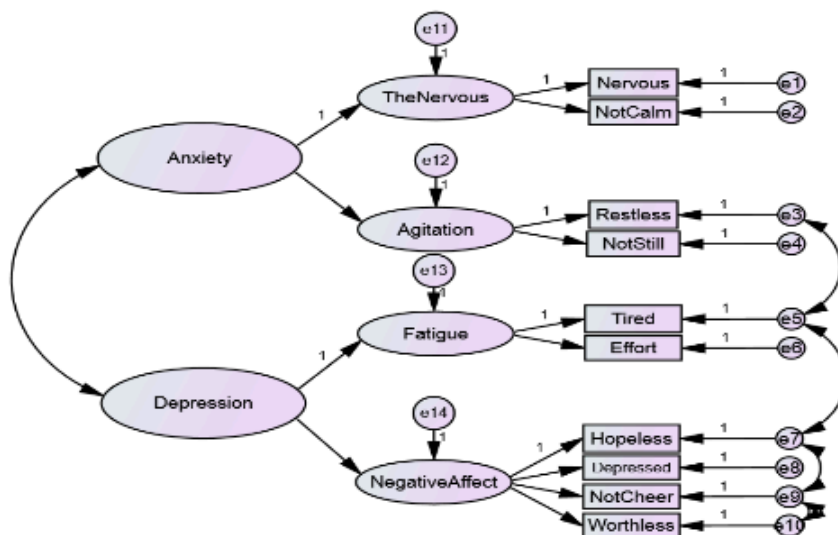 e11
1
TheNervous
1
Nervous
1
e1
NotCalm
1
e2
1
Anxiety
e12
1
Agitation
1
Restless
1
e3
NotStill
1
e4
e13
1
Fatigue
1
Tired
1
e5
Effort
1
e6
1
Depression
e14
1
NegativeAffect
1
Hopeless
1
e7
Depressed
1
e8
NotCheer
1
e9
Worthless
1
e10